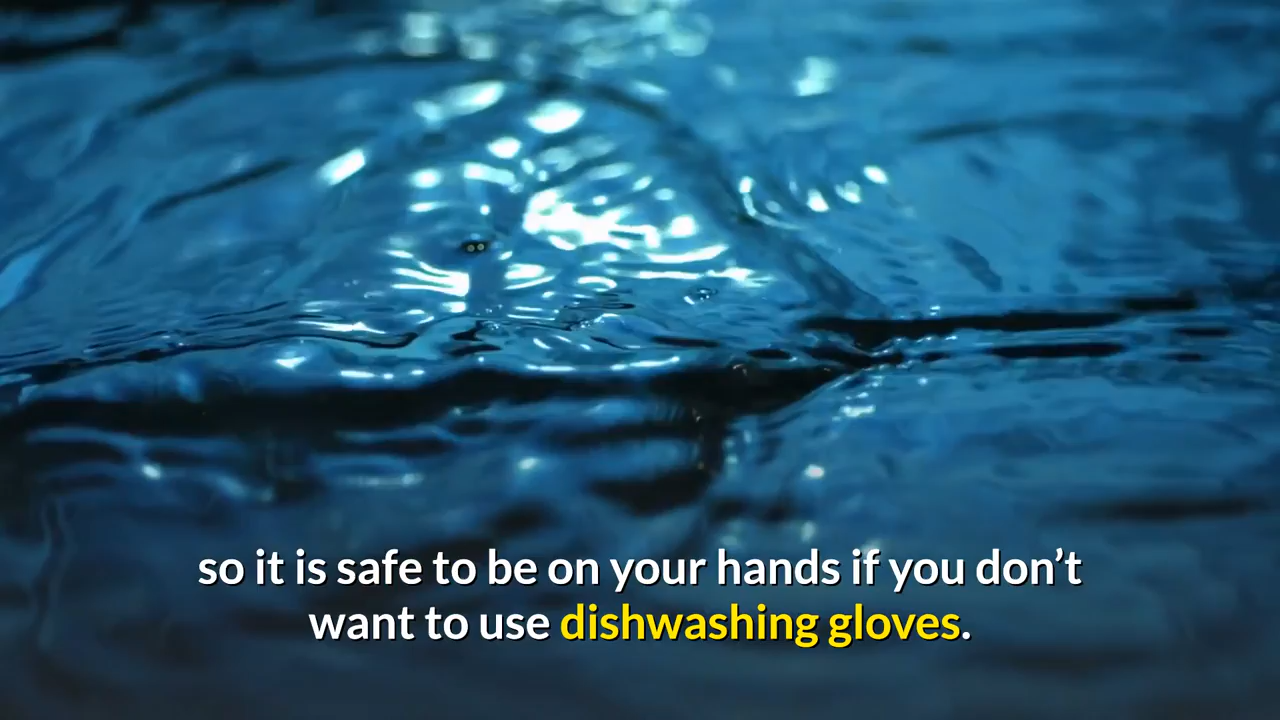 so it is safe to be on your hands if you don’t
want to use dishwashing gloves.